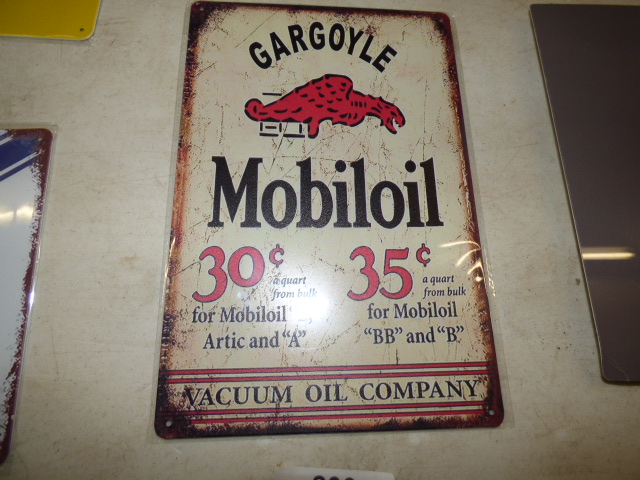 GARGOYLE
Mobiloil
30¢ a quart
from bulk
for Mobiloil
Artic and "A"
35¢ a quart
from bulk
for Mobiloil
"BB" and "B"
VACUUM OIL COMPANY